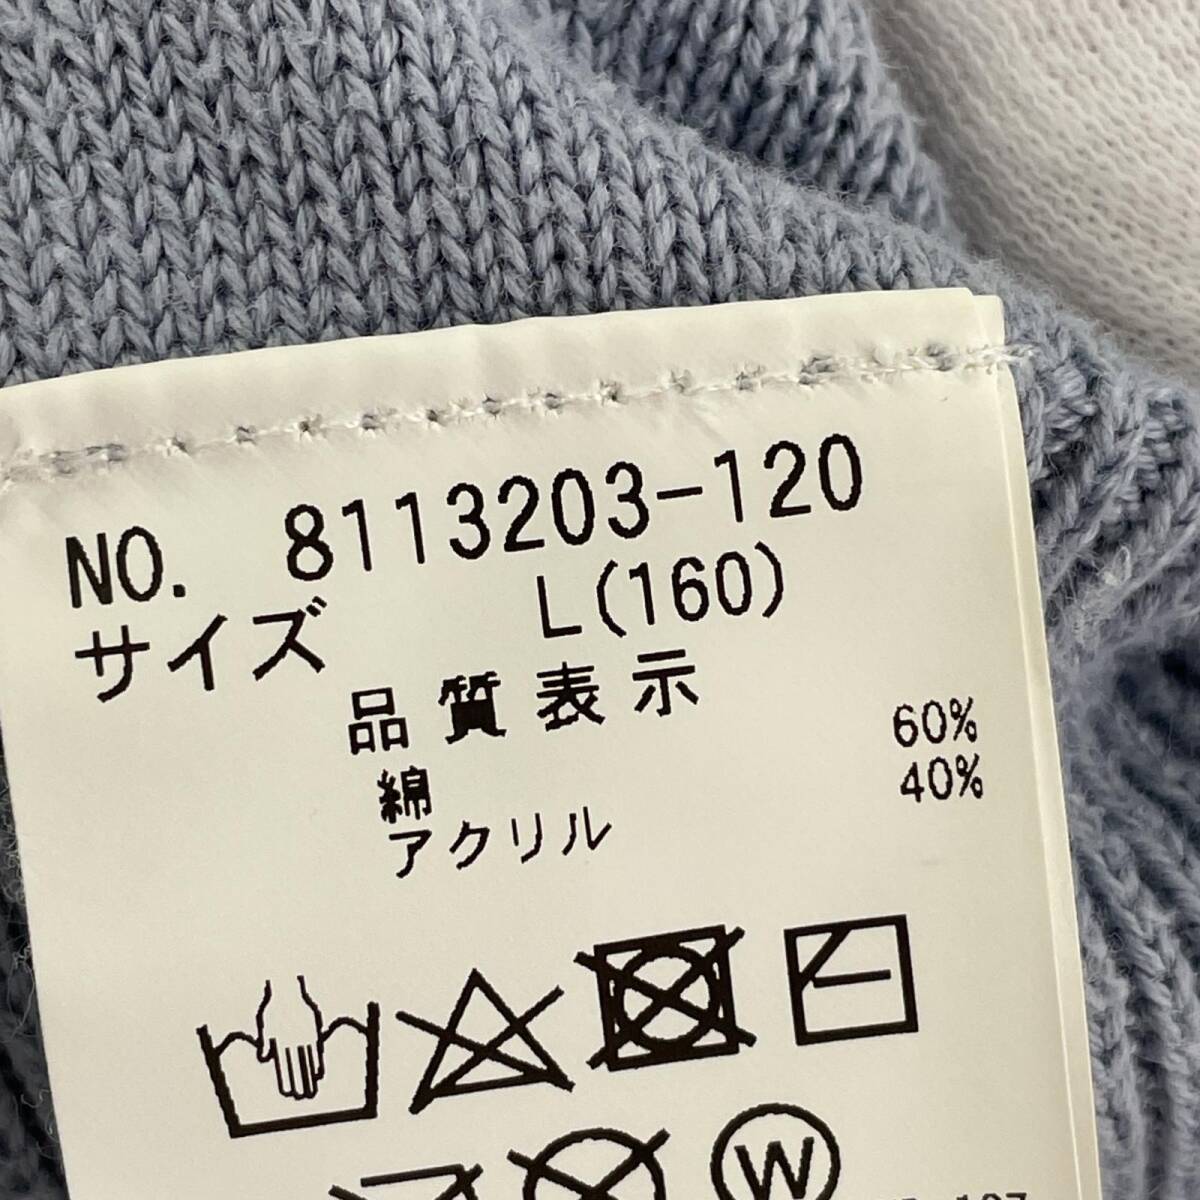 NO. 8113203-120
サイズ L(160)
品質表示
綿 60%
アクリル 40%
W